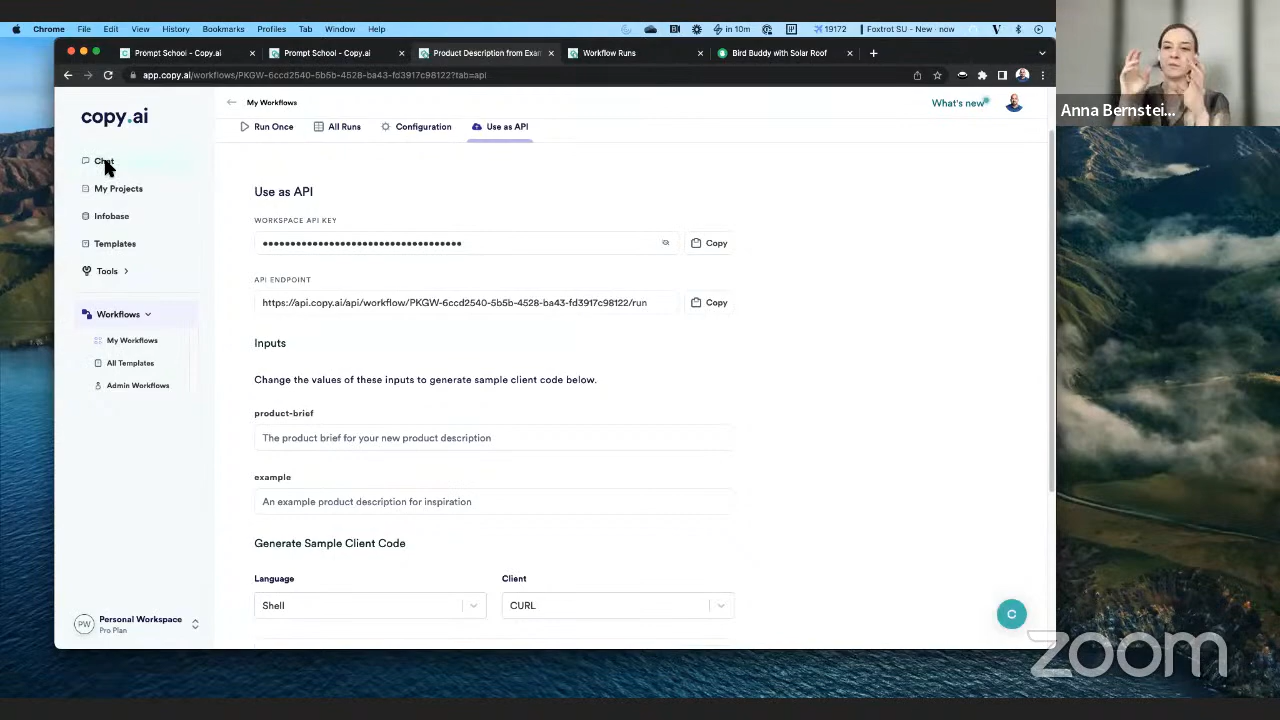 Chrome File Edit View History Bookmarks Profiles Tab Window Help in 10m 19172 Foxtrot SU - New · now
Prompt School - Copy.ai Prompt School - Copy.ai Product Description from Exam Workflow Runs Bird Buddy with Solar Roof
app.copy.ai/workflows/PKGW-6ccd2540-5b5b-4528-ba43-fd3917c98122?tab=api
copy.ai
My Workflows
What's new
Anna Bernstei...
Run Once All Runs Configuration Use as API
Chat
My Projects
Infobase
Templates
Tools
Workflows
My Workflows
All Templates
Admin Workflows
Use as API
WORKSPACE API KEY
Copy
API ENDPOINT
https://api.copy.ai/api/workflow/PKGW-6ccd2540-5b5b-4528-ba43-fd3917c98122/run
Copy
Inputs
Change the values of these inputs to generate sample client code below.
product-brief
The product brief for your new product description
example
An example product description for inspiration
Generate Sample Client Code
Language Client
Shell CURL
PW Personal Workspace
Pro Plan
C
zoom